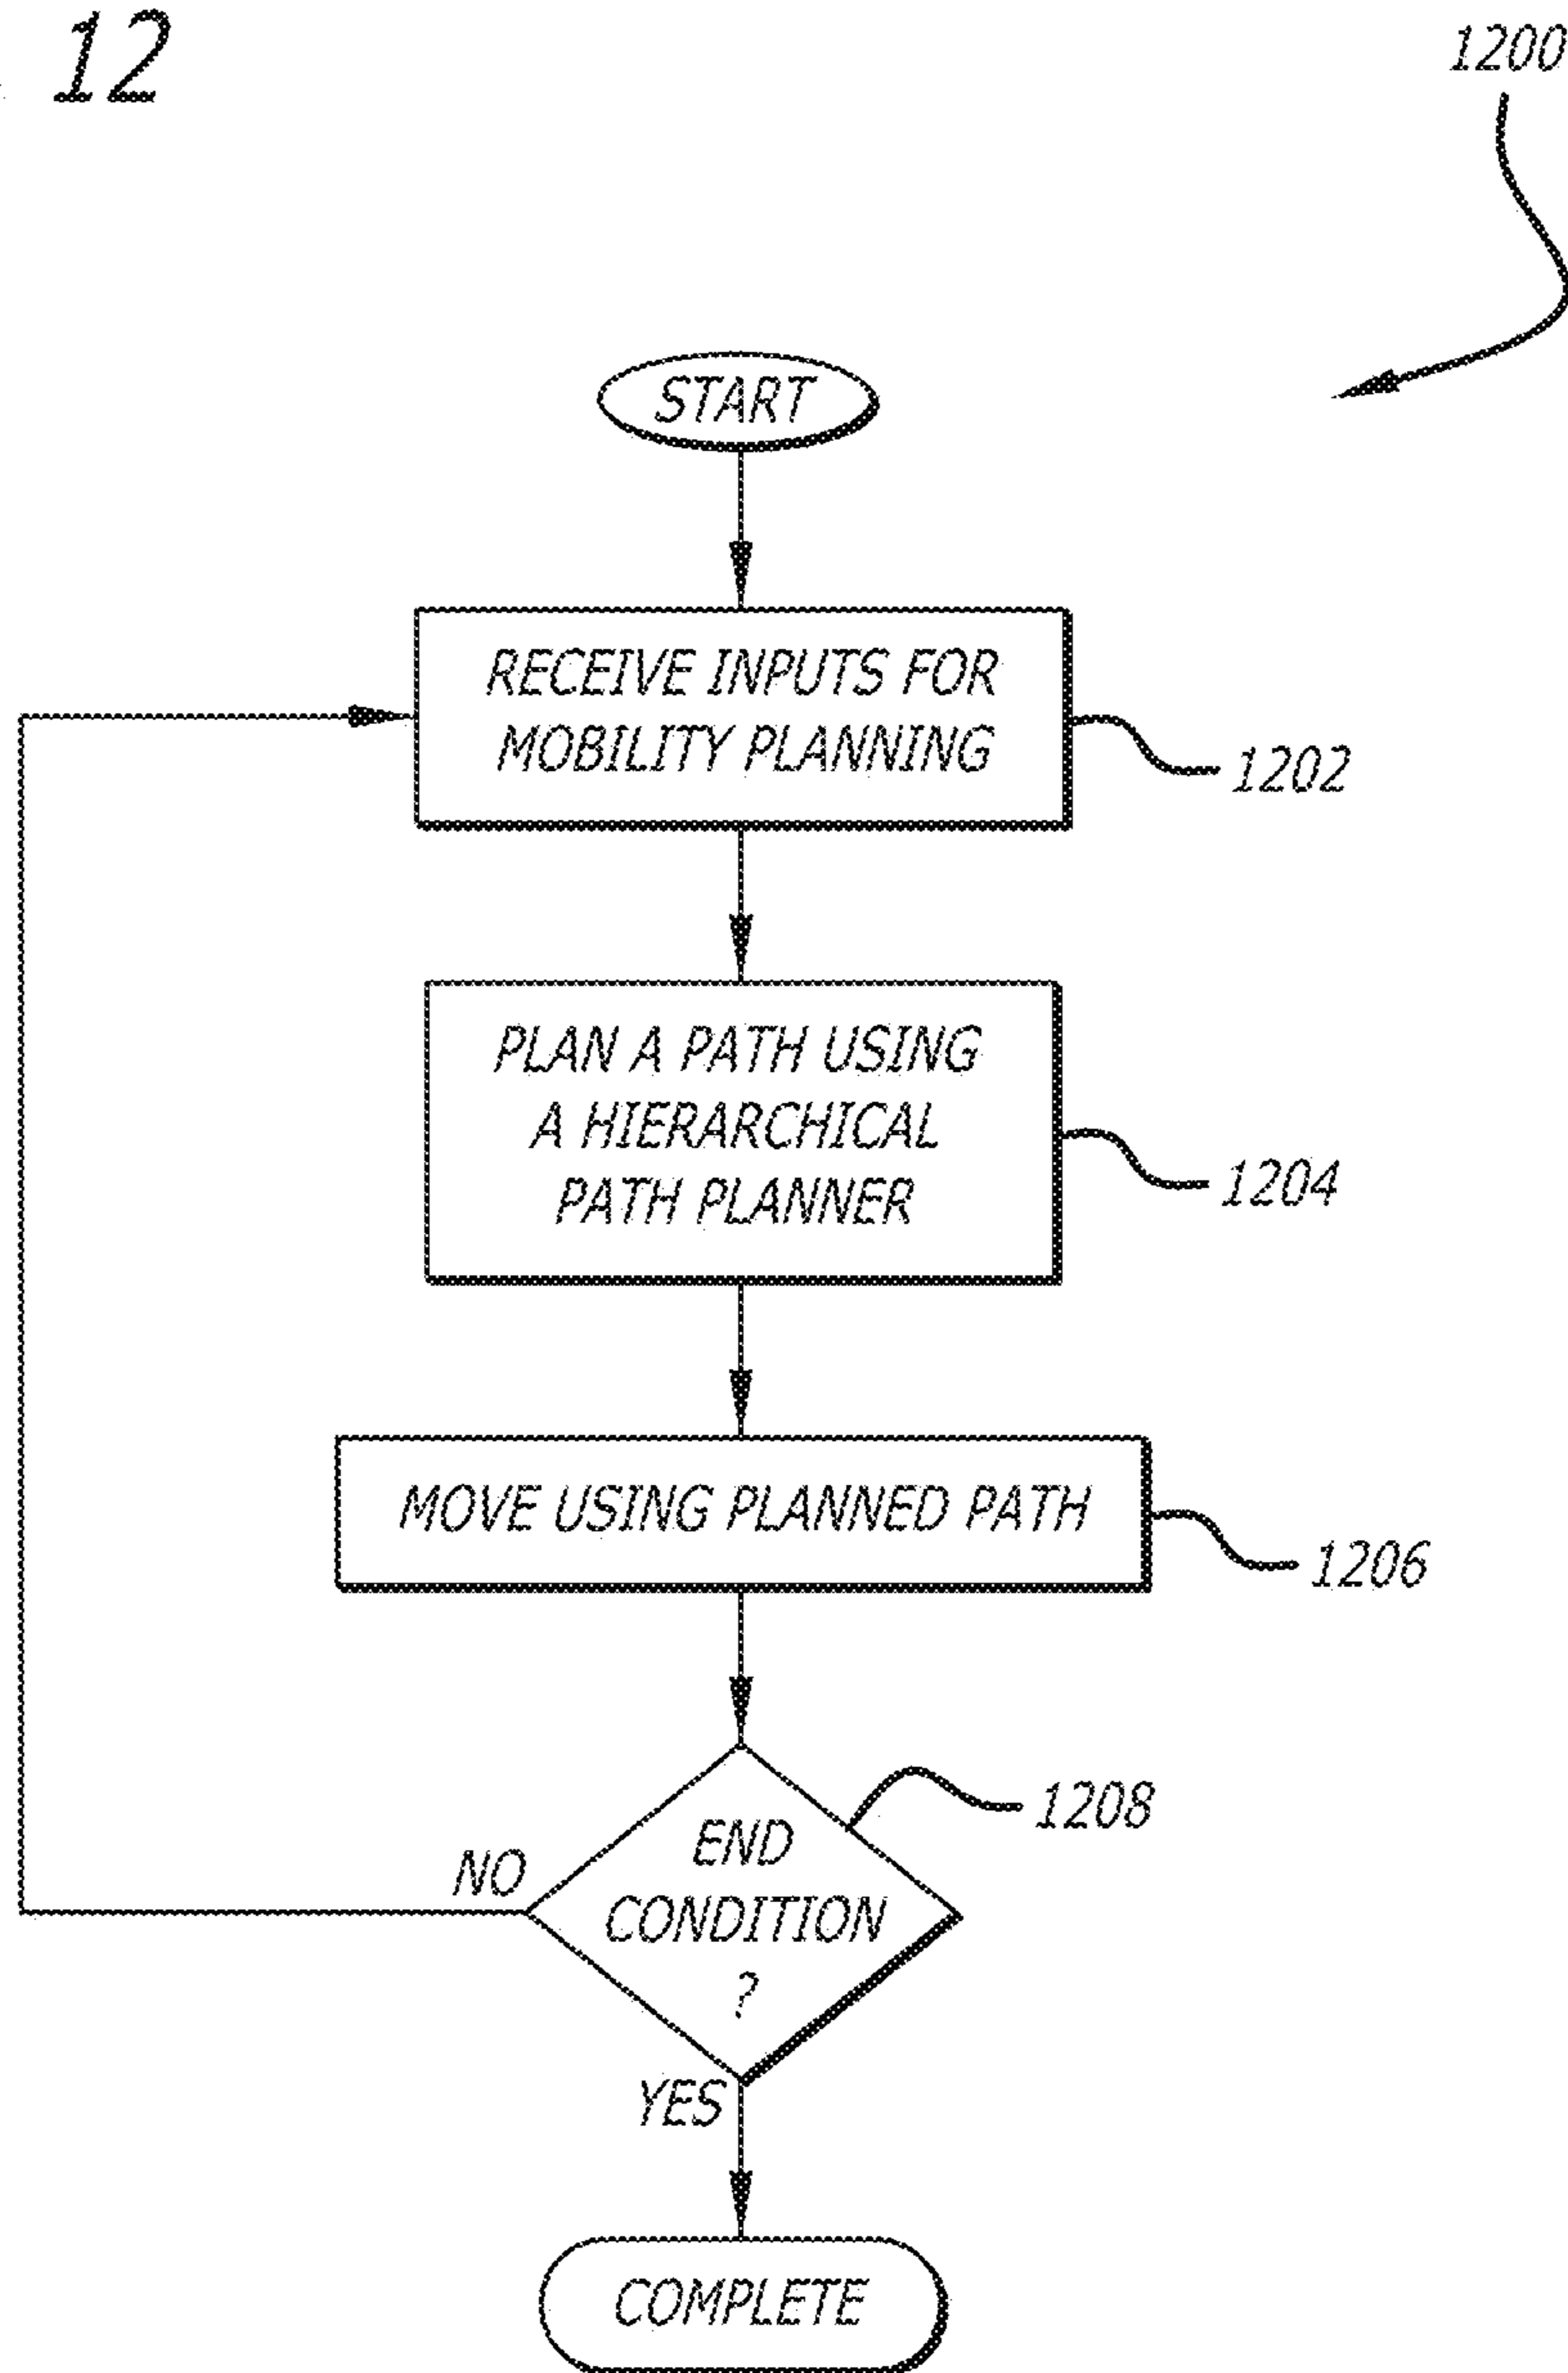 12
1200
START
RECEIVE INPUTS FOR
MOBILITY PLANNING
1202
PLAN A PATH USING
A HIERARCHICAL
PATH PLANNER
1204
MOVE USING PLANNED PATH
1206
1208
END
CONDITION
?
NO
YES
COMPLETE